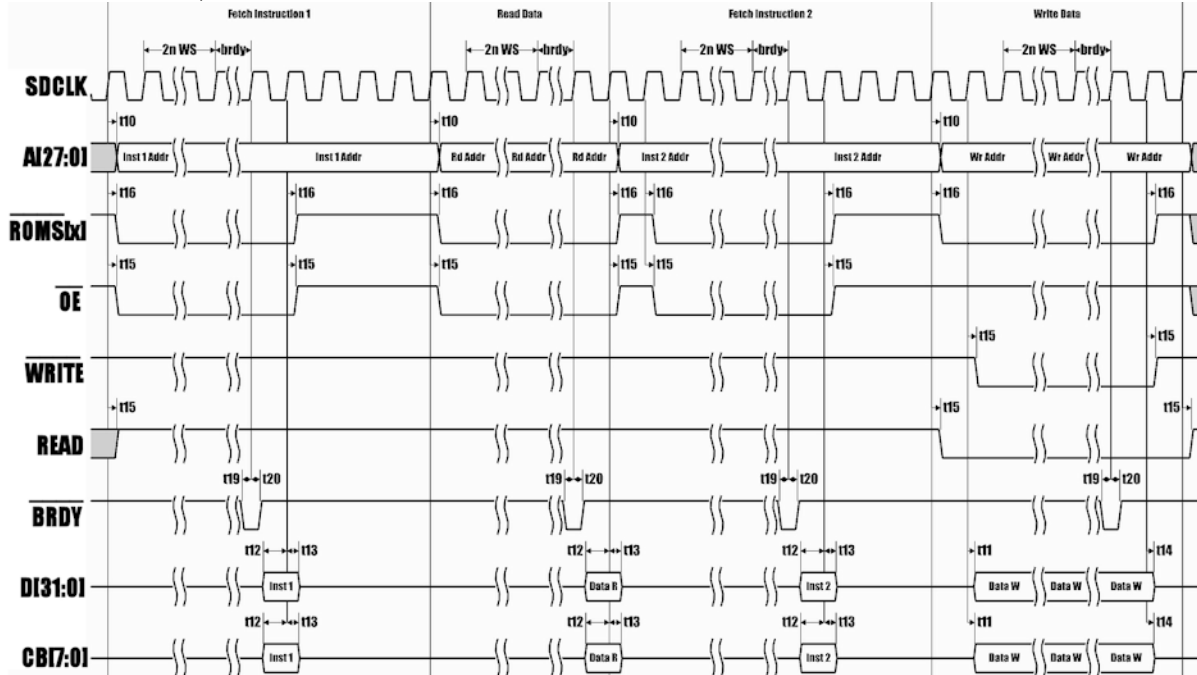 Fetch Instruction 1 Read Data Fetch Instruction 2 Write Data
2n WS brdy 2n WS brdy 2n WS brdy 2n WS brdy
SDCLK
t10 t10 t10 t10
A[27:0] Inst 1 Addr Inst 1 Addr Rd Addr Rd Addr Rd Addr Inst 2 Addr Inst 2 Addr Wr Addr Wr Addr Wr Addr
t16 t16 t16 t16 t16 t16 t16 t16
ROMS[x]
t15 t15 t15 t15 t15 t15
OE
t15 t15
WRITE
t15 t15 t15
READ
t19 t20 t19 t20 t19 t20 t19 t20
BRDY
t12 t13 t12 t13 t12 t13 t11 t14
D[31:0] Inst 1 Data R Inst 2 Data W Data W Data W
t12 t13 t12 t13 t12 t13 t11 t14
CB[7:0] Inst 1 Data R Inst 2 Data W Data W Data W